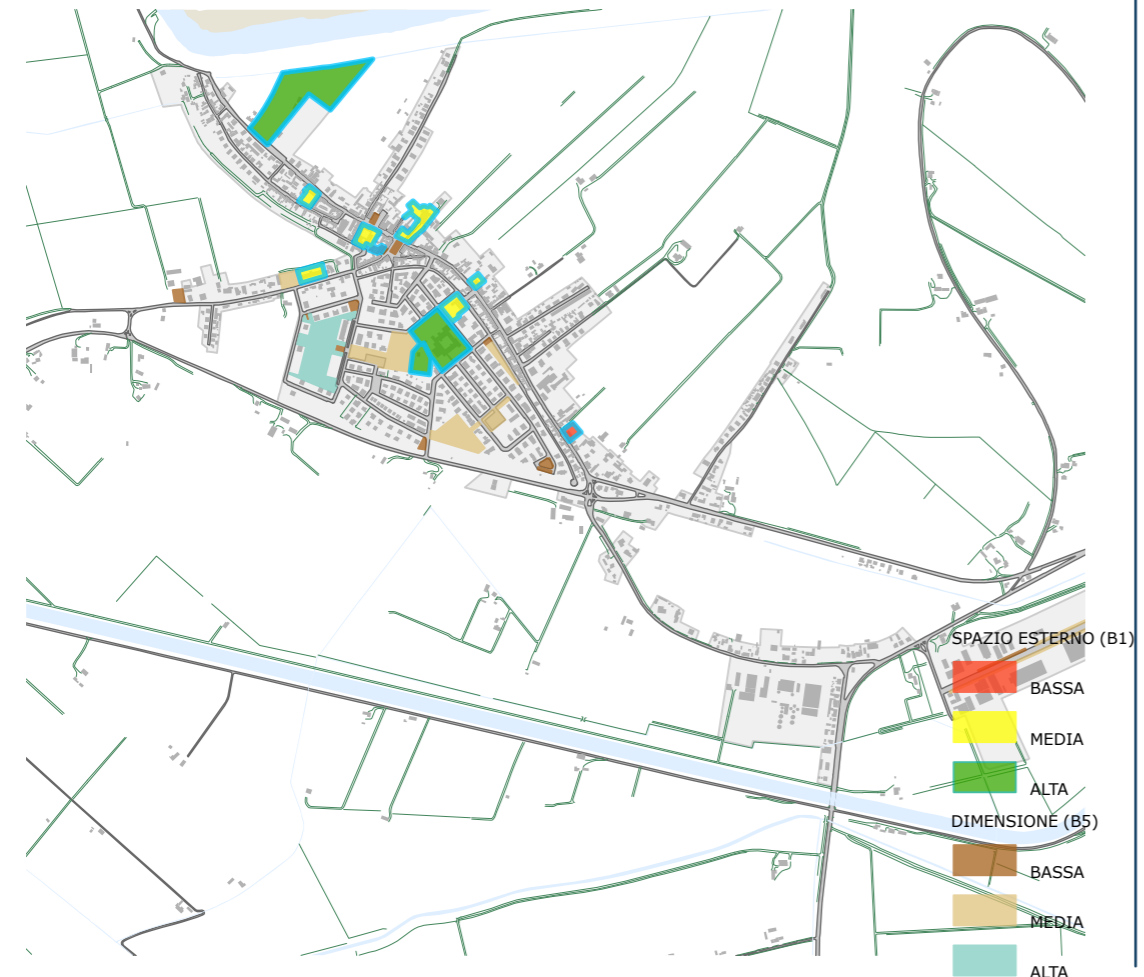 SPAZIO ESTERNO (B1)
BASSA
MEDIA
ALTA
DIMENSIONE (B5)
BASSA
MEDIA
ALTA